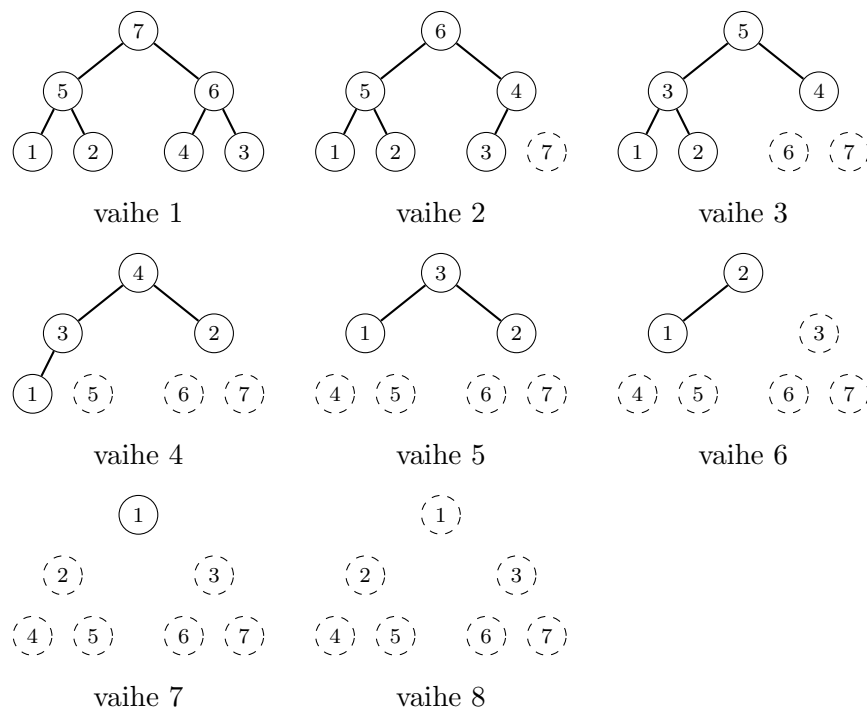 7 6 5
5 6 5 4 3 4
1 2 4 3 1 2 3 7 1 2 6 7
vaihe 1 vaihe 2 vaihe 3
4 3 2
3 2 1 2 1 3
1 5 6 7 4 5 6 7 4 5 6 7
vaihe 4 vaihe 5 vaihe 6
1 1
2 3 2 3
4 5 6 7 4 5 6 7
vaihe 7 vaihe 8